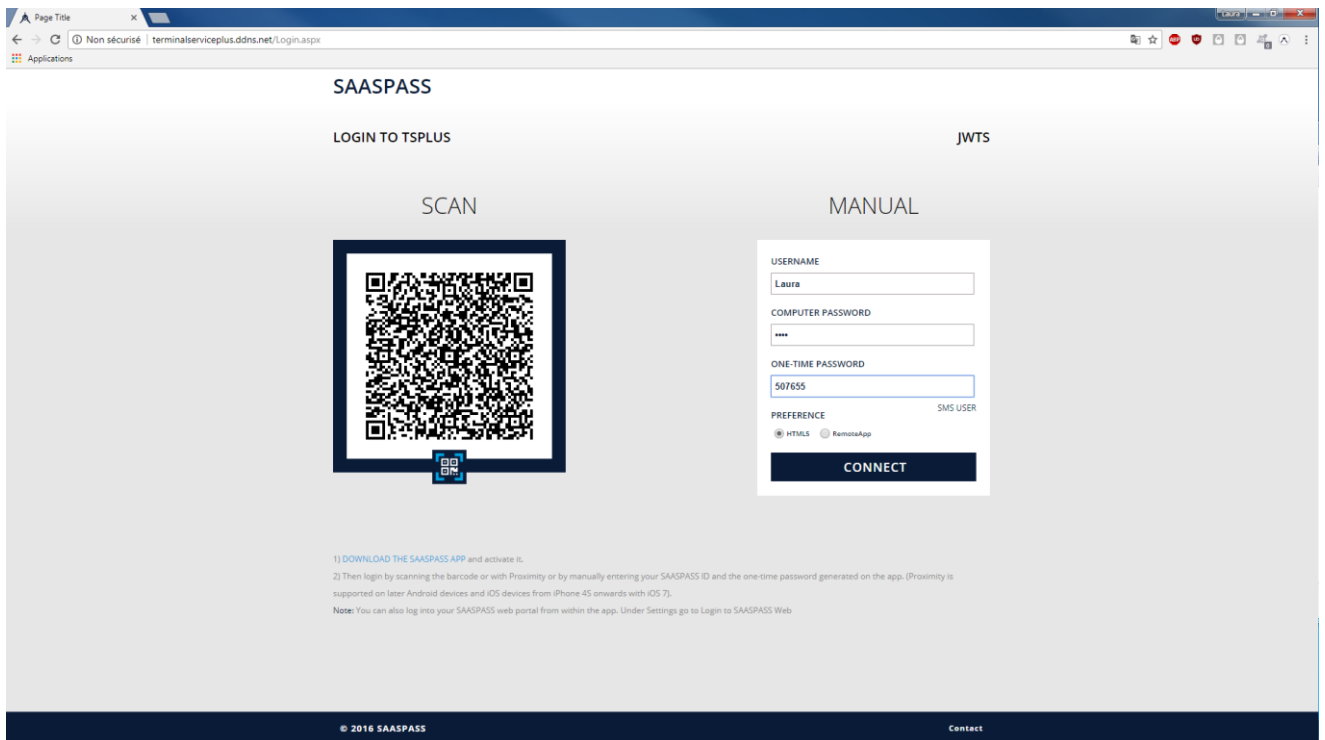 Page Title
Laura
Non sécurisé | terminalserviceplus.ddns.net/Login.aspx
Applications
SAASPASS
LOGIN TO TSPLUS
JWTS
SCAN
MANUAL
USERNAME
Laura
COMPUTER PASSWORD
••••
ONE-TIME PASSWORD
507655
SMS USER
PREFERENCE
HTML5 RemoteApp
CONNECT
1) DOWNLOAD THE SAASPASS APP and activate it.
2) Then login by scanning the barcode or with Proximity or by manually entering your SAASPASS ID and the one-time password generated on the app. (Proximity is
supported on later Android devices and iOS devices from iPhone 4S onwards with iOS 7).
Note: You can also log into your SAASPASS web portal from within the app. Under Settings go to Login to SAASPASS Web
© 2016 SAASPASS
Contact